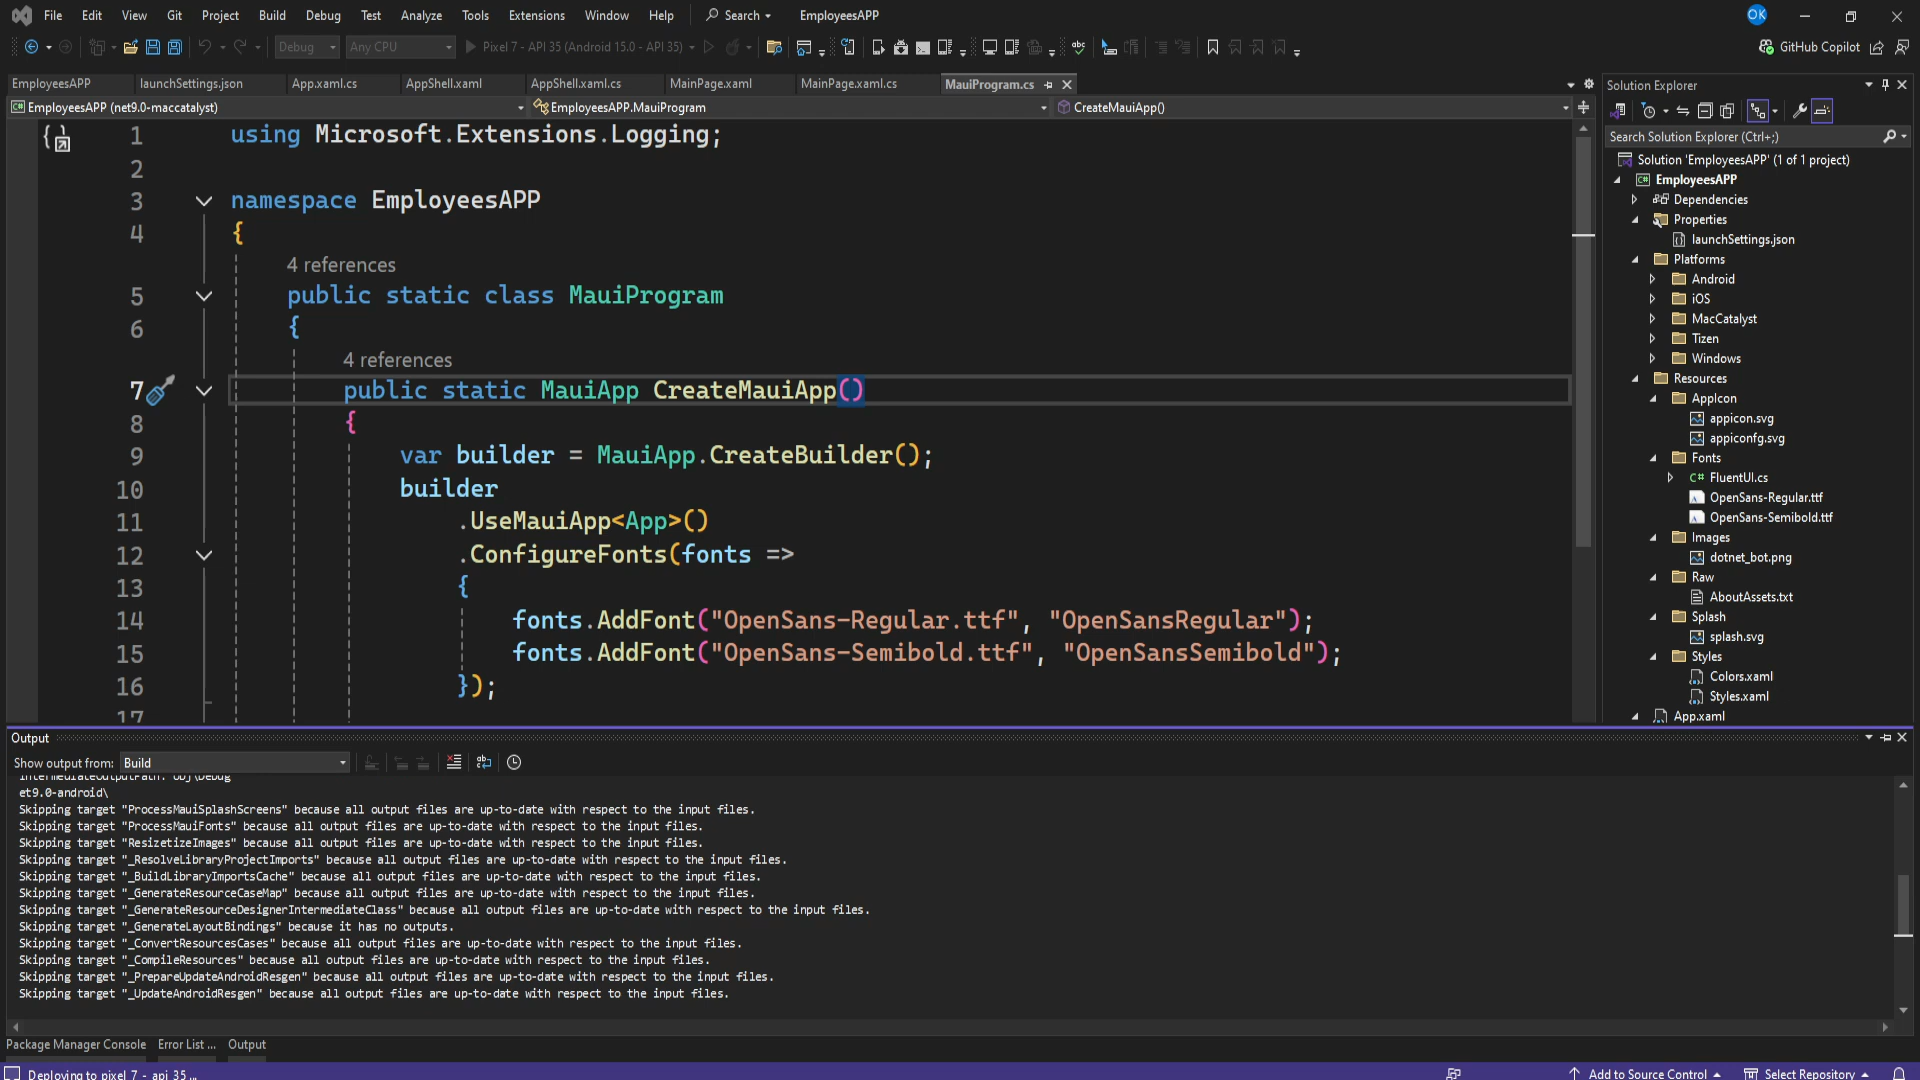 File Edit View Git Project Build Debug Test Analyze Tools Extensions Window Help Search EmployeesAPP OK
Debug Any CPU Pixel 7 - API 35 (Android 15.0 - API 35) GitHub Copilot
EmployeesAPP launchSettings.json App.xaml.cs AppShell.xaml AppShell.xaml.cs MainPage.xaml MainPage.xaml.cs MauiProgram.cs
EmployeesAPP (net9.0-maccatalyst) EmployeesAPP.MauiProgram CreateMauiApp()
1 using Microsoft.Extensions.Logging;
2
3 namespace EmployeesAPP
4 {
4 references
5 public static class MauiProgram
6 {
4 references
7 public static MauiApp CreateMauiApp()
8 {
9 var builder = MauiApp.CreateBuilder();
10 builder
11 .UseMauiApp<App>()
12 .ConfigureFonts(fonts =>
13 {
14 fonts.AddFont("OpenSans-Regular.ttf", "OpenSansRegular");
15 fonts.AddFont("OpenSans-Semibold.ttf", "OpenSansSemibold");
16 });
17
Solution Explorer
Search Solution Explorer (Ctrl+;)
Solution 'EmployeesAPP' (1 of 1 project)
EmployeesAPP
Dependencies
Properties
launchSettings.json
Platforms
Android
iOS
MacCatalyst
Tizen
Windows
Resources
AppIcon
appicon.svg
appiconfg.svg
Fonts
FluentUI.cs
OpenSans-Regular.ttf
OpenSans-Semibold.ttf
Images
dotnet_bot.png
Raw
AboutAssets.txt
Splash
splash.svg
Styles
Colors.xaml
Styles.xaml
App.xaml
Output
Show output from: Build
IntermediateOutputPath: obj\Debug
et9.0-android\
Skipping target "ProcessMauiSplashScreens" because all output files are up-to-date with respect to the input files.
Skipping target "ProcessMauiFonts" because all output files are up-to-date with respect to the input files.
Skipping target "ResizetizeImages" because all output files are up-to-date with respect to the input files.
Skipping target "_ResolveLibraryProjectImports" because all output files are up-to-date with respect to the input files.
Skipping target "_BuildLibraryImportsCache" because all output files are up-to-date with respect to the input files.
Skipping target "_GenerateResourceCaseMap" because all output files are up-to-date with respect to the input files.
Skipping target "_GenerateResourceDesignerIntermediateClass" because all output files are up-to-date with respect to the input files.
Skipping target "_GenerateLayoutBindings" because it has no outputs.
Skipping target "_ConvertResourcesCases" because all output files are up-to-date with respect to the input files.
Skipping target "_CompileResources" because all output files are up-to-date with respect to the input files.
Skipping target "_PrepareUpdateAndroidResgen" because all output files are up-to-date with respect to the input files.
Skipping target "_UpdateAndroidResgen" because all output files are up-to-date with respect to the input files.
Package Manager Console Error List ... Output
Deploying to pixel 7 - api 35 ... Add to Source Control Select Repository